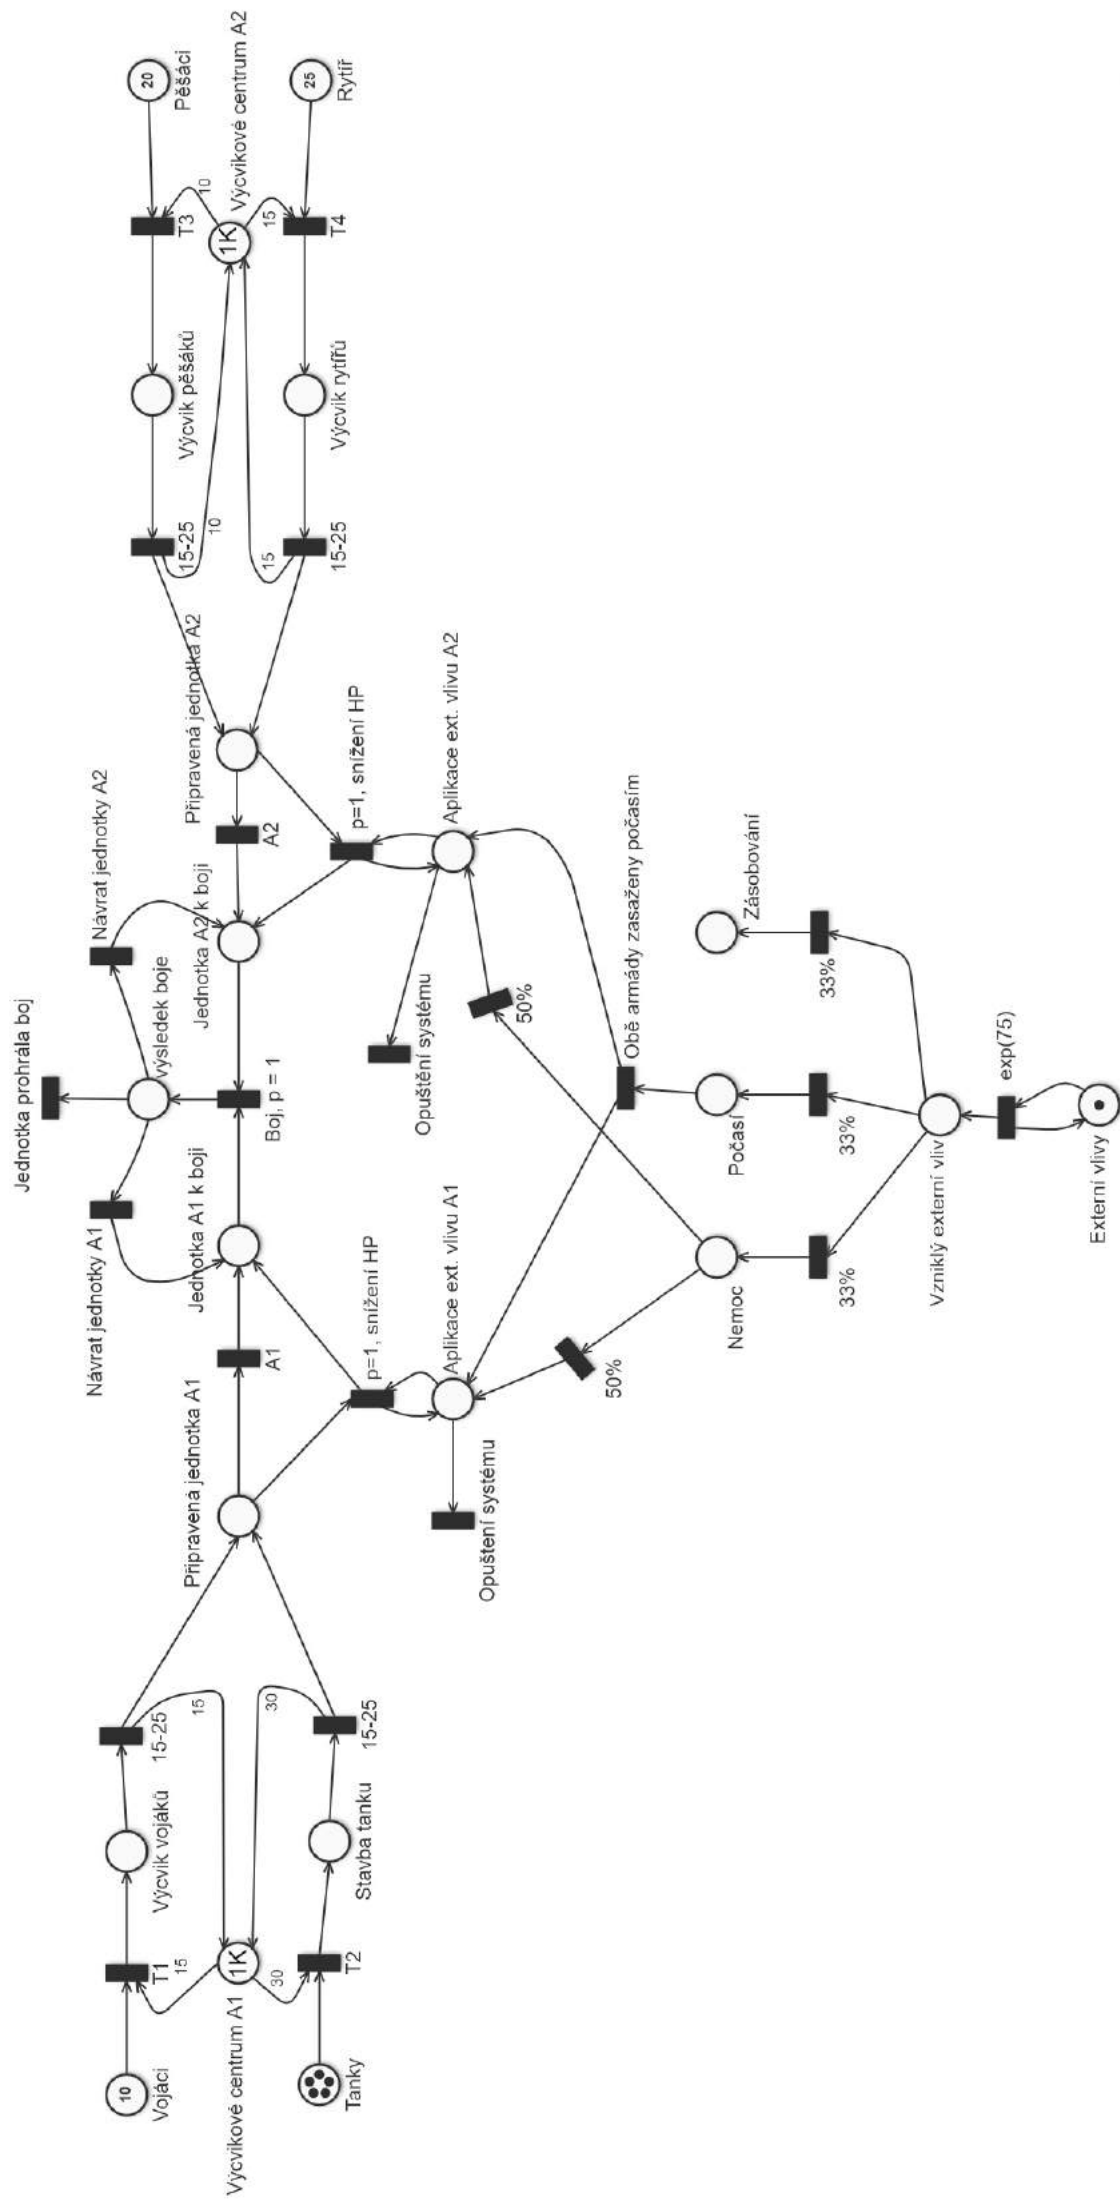 Jednotka prohrála boj
Návrat jednotky A1
Návrat jednotky A2
výsledek boje
Vojáci
10
T1
15
Výcvik vojáků
15-25
15
Výcvikové centrum A1
1K
30
30
Tanky
T2
Stavba tanku
15-25
Připravená jednotka A1
A1
Jednotka A1 k boji
Boj, p = 1
Jednotka A2 k boji
A2
Připravená jednotka A2
15-25
10
Výcvik pěšáků
T3
10
20
Pěšáci
Výcvikové centrum A2
1K
15
15
15-25
Výcvik rytířů
T4
25
Rytíř
p=1, snížení HP
p=1, snížení HP
Opuštení systému
Aplikace ext. vlivu A1
Opuštění systému
Aplikace ext. vlivu A2
50%
50%
Obě armády zasaženy počasím
Nemoc
Počasí
Zásobování
33%
33%
33%
Vzniklý externí vliv
exp(75)
Externí vlivy